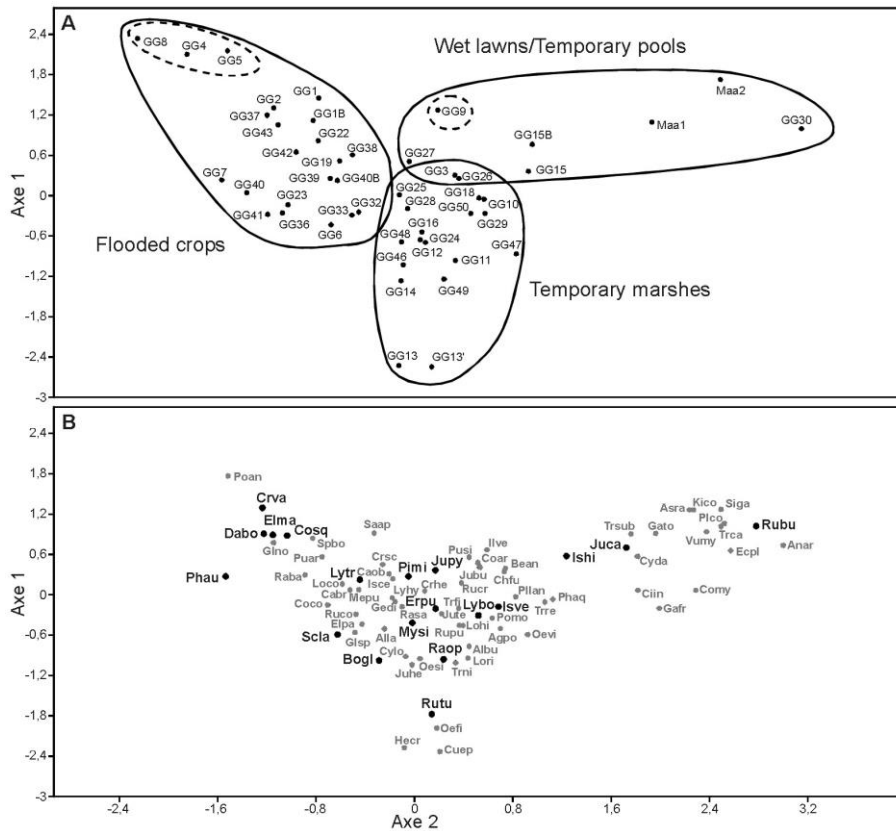 A
2,4
1,8
1,2
0,6
0
-0,6
-1,2
-1,8
-2,4
-3
Axe 1
Wet lawns/Temporary pools
Flooded crops
Temporary marshes
GG8
GG4
GG5
GG1
GG2
GG37
GG1B
GG43
GG22
GG42
GG38
GG19
GG7
GG39
GG40B
GG40
GG23
GG33
GG32
GG41
GG36
GG6
Maa2
GG9
Maa1
GG30
GG15B
GG27
GG3
GG26
GG15
GG25
GG18
GG10
GG28
GG50
GG16
GG29
GG48
GG24
GG12
GG47
GG46
GG11
GG14
GG49
GG13
GG13'
B
2,4
1,8
1,2
0,6
0
-0,6
-1,2
-1,8
-2,4
-3
Axe 1
Poan
Crva
Elma
Dabo
Cosq
Saap
Gino
Spbo
Puar
Crsc
Pimi
Jupy
Pusi
Ilve
Coar
Phau
Raba
Lytr
Caob
Jubu
Bean
Chfu
Ishi
Loco
Isce
Lyhy
Crhe
Rucr
Cabr
Mepu
Erpu
Trfi
Lybo
Isve
Pllan
Phaq
Coco
Gedi
Rasa
Jute
Trre
Ruco
Elpa
Mysi
Rupu
Lohi
Pomo
Scla
Glsp
Alla
Agpo
Oevi
Bogl
Cylo
Raop
Albu
Juhe
Oesi
Lori
Trni
Rutu
Hecr
Oefi
Cuep
Asra
Kico
Siga
Trsub
Gato
Plco
Trca
Rubu
Juca
Vumy
Cyda
Ecpl
Anar
Ciin
Comy
Gafr
-2,4
-1,6
-0,8
0
0,8
1,6
2,4
3,2
Axe 2